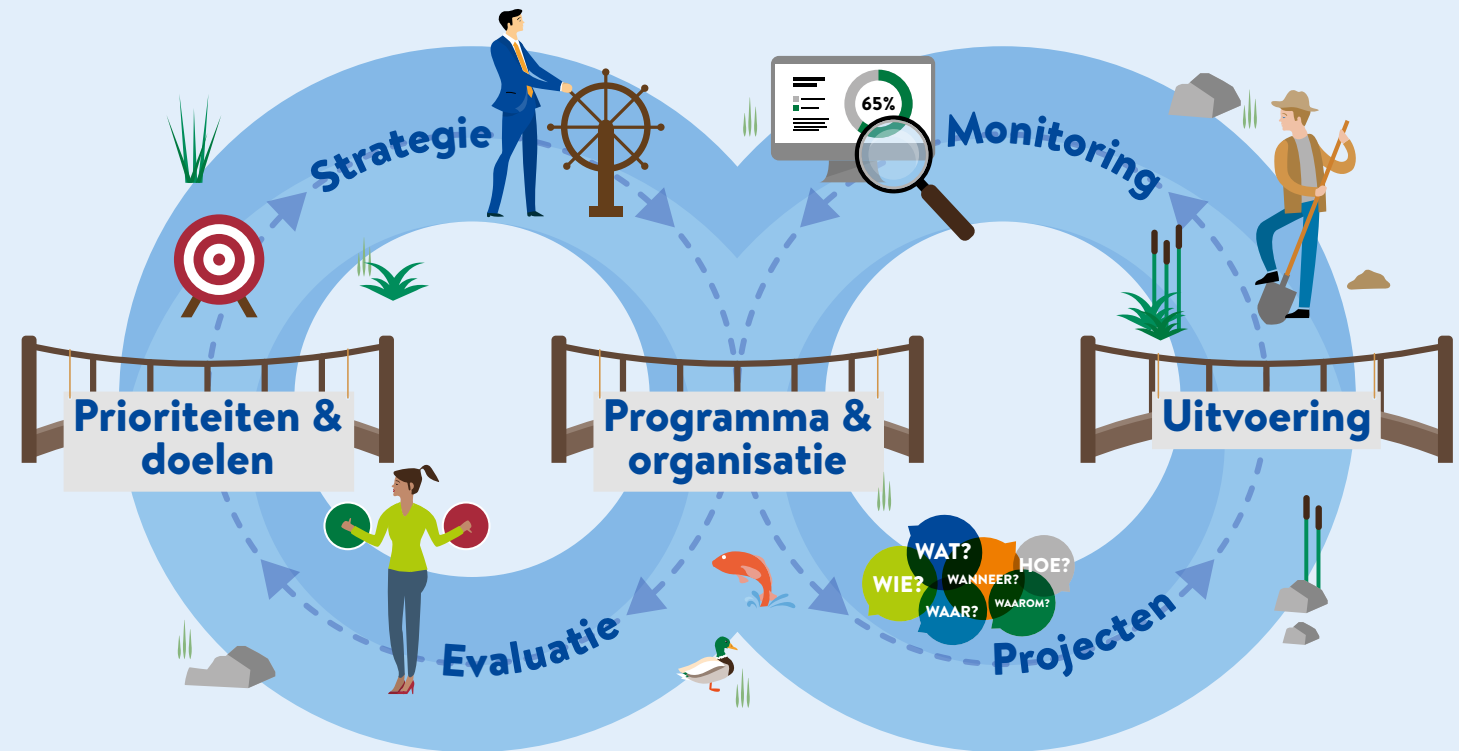 Strategie
65%
Monitoring
Prioriteiten &
doelen
Programma &
organisatie
Uitvoering
WAT?
WIE?
WANNEER?
HOE?
WAAR?
WAAROM?
Evaluatie
Projecten